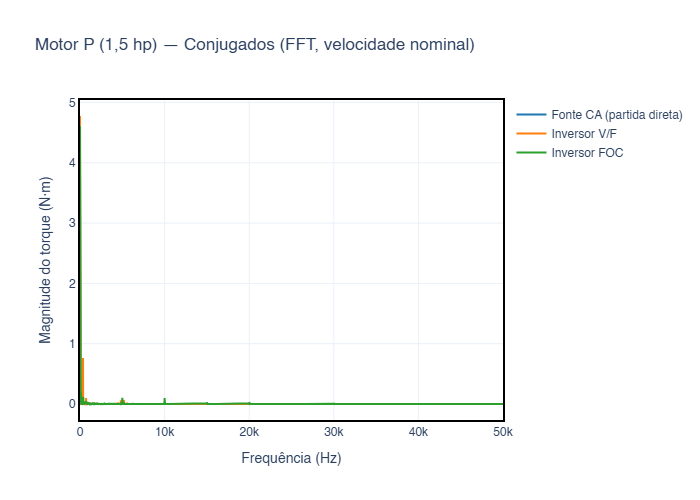 Motor P (1,5 hp) — Conjugados (FFT, velocidade nominal)
Fonte CA (partida direta)
Inversor V/F
Inversor FOC
Magnitude do torque (N·m)
5
4
3
2
1
0
0 10k 20k 30k 40k 50k
Frequência (Hz)